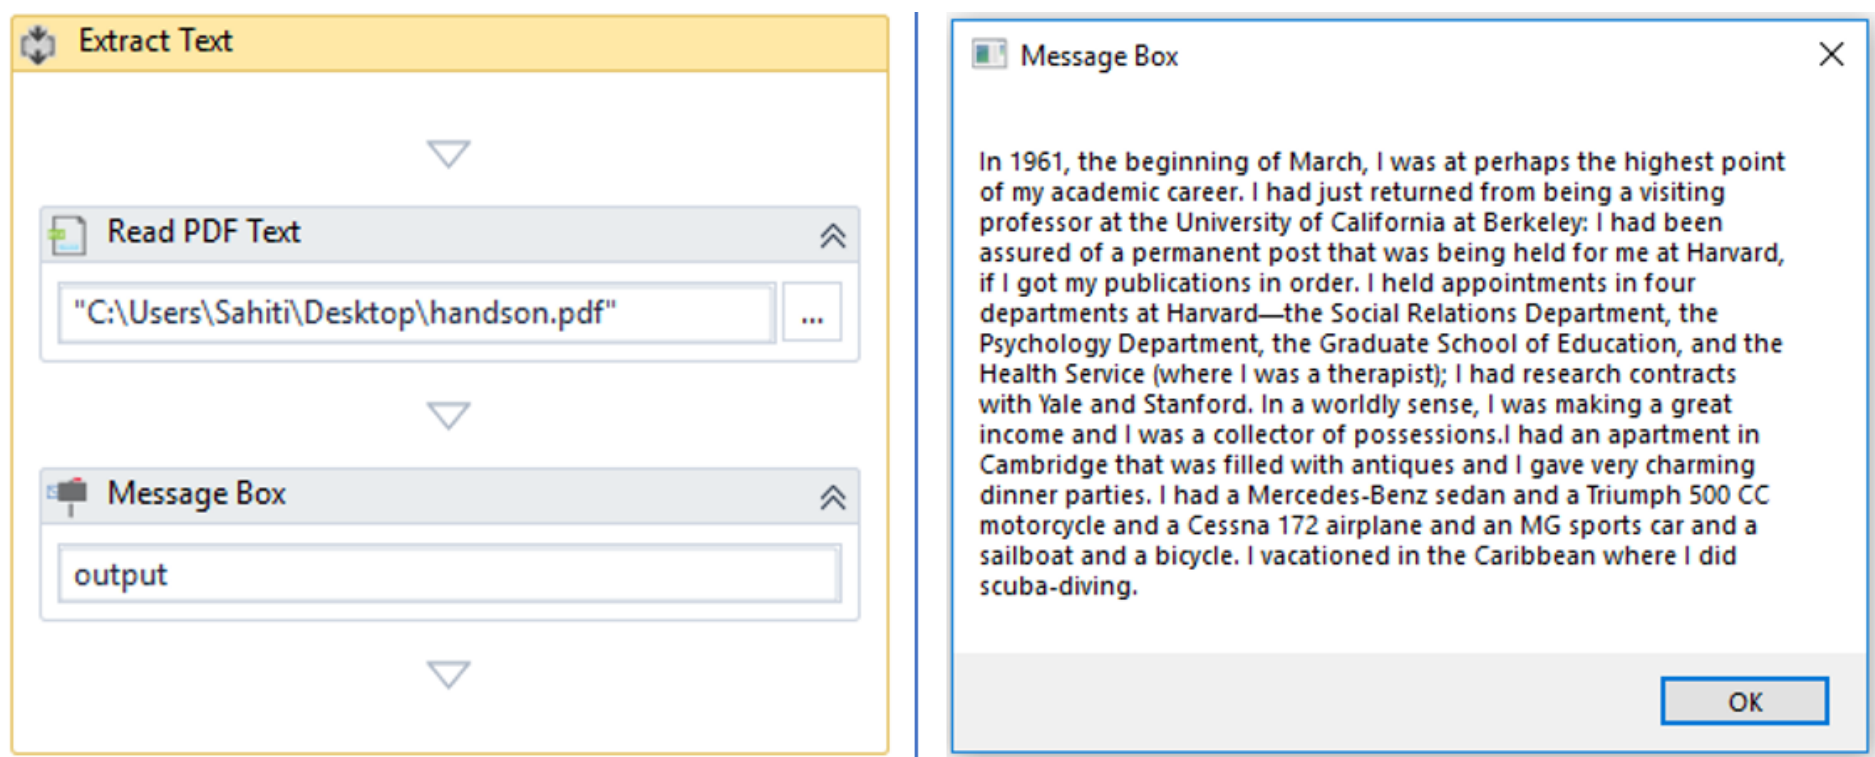 Extract Text
Read PDF Text
"C:\Users\Sahiti\Desktop\handson.pdf"
...
Message Box
output
Message Box
In 1961, the beginning of March, I was at perhaps the highest point
of my academic career. I had just returned from being a visiting
professor at the University of California at Berkeley: I had been
assured of a permanent post that was being held for me at Harvard,
if I got my publications in order. I held appointments in four
departments at Harvard—the Social Relations Department, the
Psychology Department, the Graduate School of Education, and the
Health Service (where I was a therapist); I had research contracts
with Yale and Stanford. In a worldly sense, I was making a great
income and I was a collector of possessions.I had an apartment in
Cambridge that was filled with antiques and I gave very charming
dinner parties. I had a Mercedes-Benz sedan and a Triumph 500 CC
motorcycle and a Cessna 172 airplane and an MG sports car and a
sailboat and a bicycle. I vacationed in the Caribbean where I did
scuba-diving.
OK